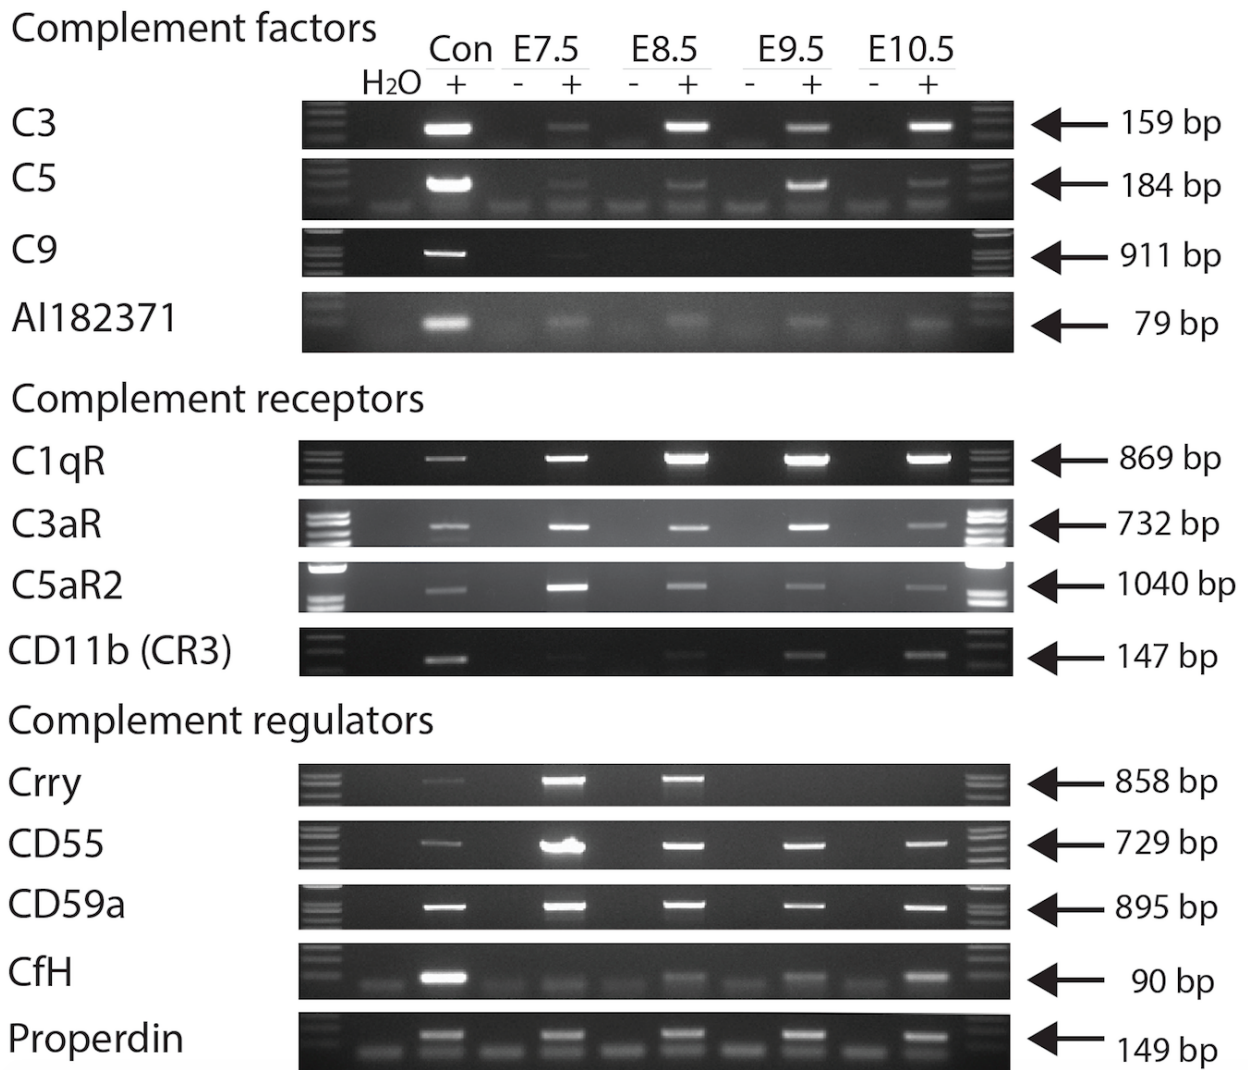 Complement factors
Con E7.5 E8.5 E9.5 E10.5
H2O + - + - + - + - +
C3 159 bp
C5 184 bp
C9 911 bp
AI182371 79 bp
Complement receptors
C1qR 869 bp
C3aR 732 bp
C5aR2 1040 bp
CD11b (CR3) 147 bp
Complement regulators
Crry 858 bp
CD55 729 bp
CD59a 895 bp
CfH 90 bp
Properdin 149 bp